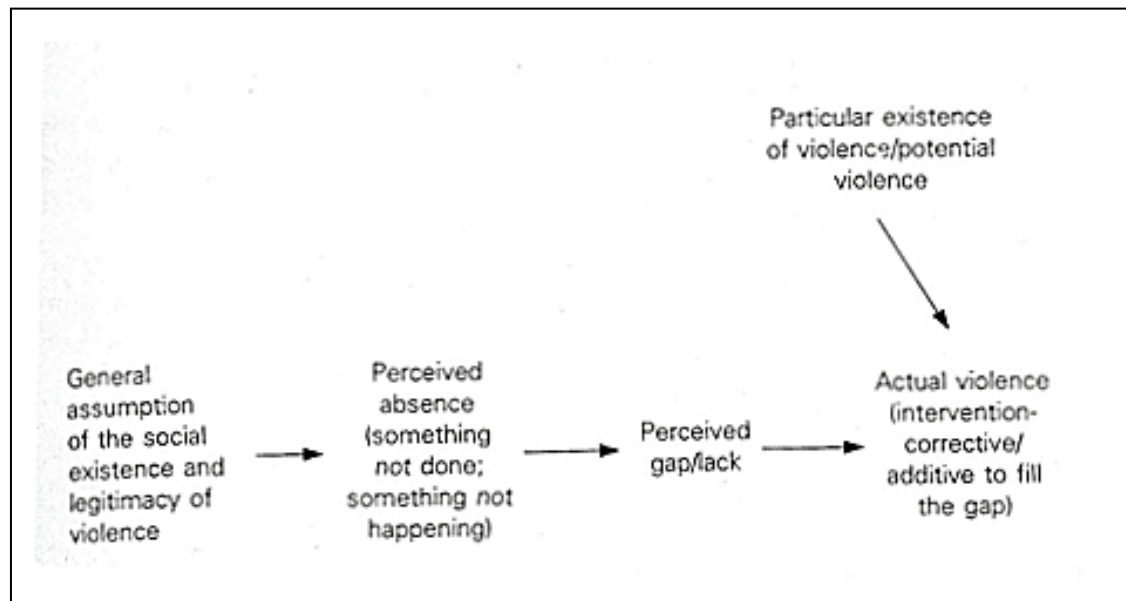 Particular existence
of violence/potential
violence
General
assumption
of the social
existence and
legitimacy of
violence
Perceived
absence
(something
not done;
something not
happening)
Perceived
gap/lack
Actual violence
(intervention-
corrective/
additive to fill
the gap)